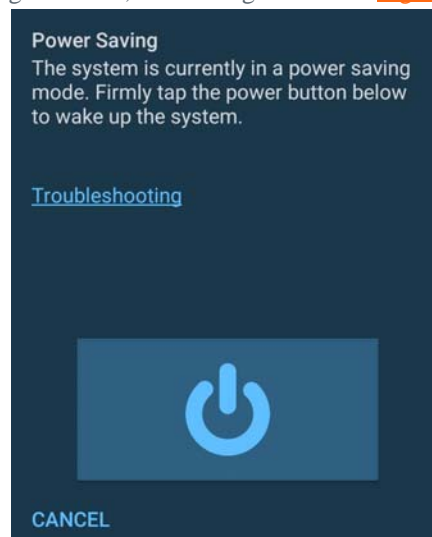 Power Saving
The system is currently in a power saving
mode. Firmly tap the power button below
to wake up the system.
Troubleshooting
CANCEL